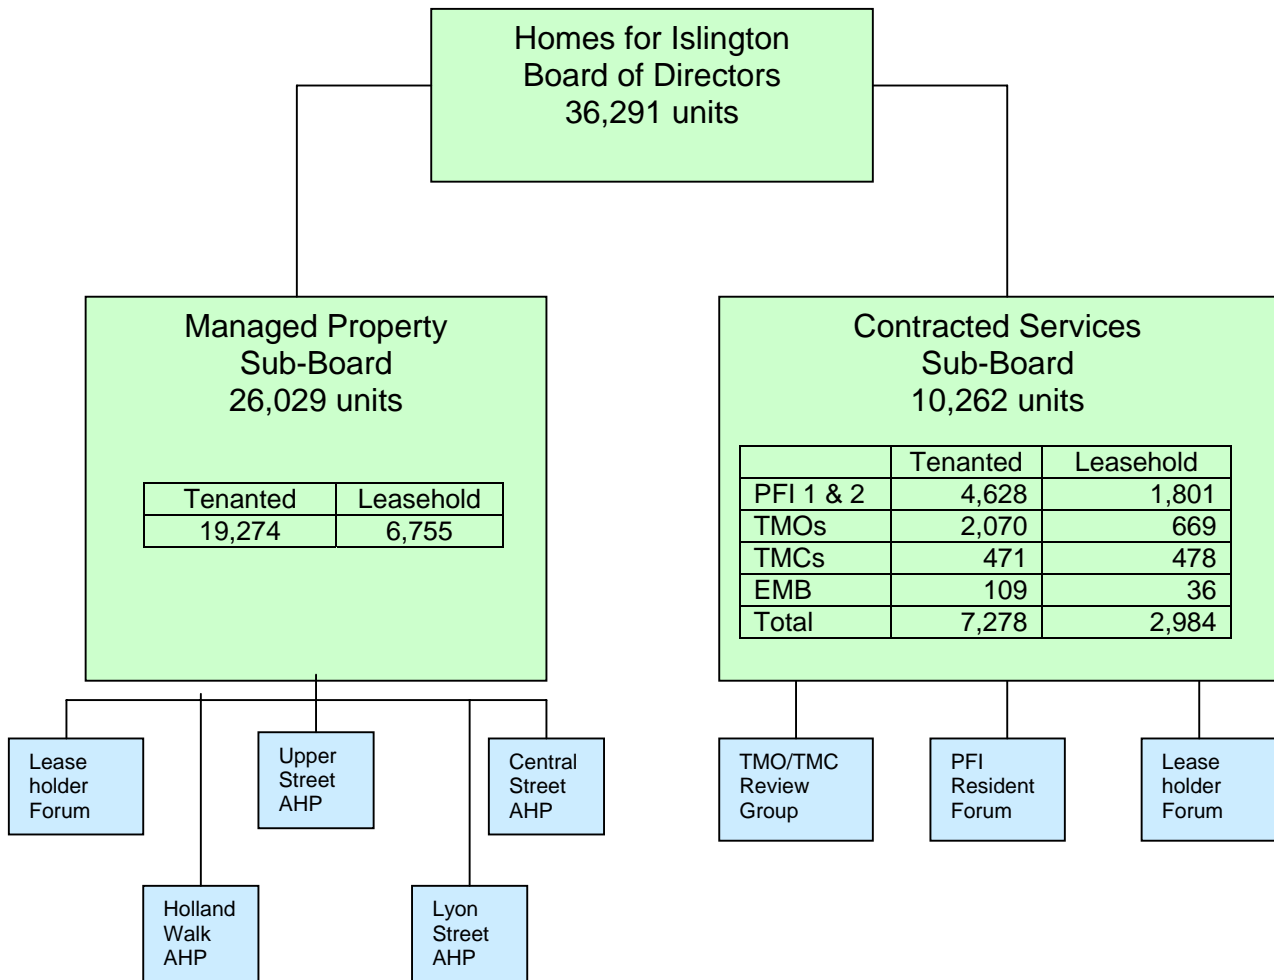 Homes for Islington
Board of Directors
36,291 units
Managed Property
Sub-Board
26,029 units
Tenanted Leasehold
19,274 6,755
Contracted Services
Sub-Board
10,262 units
Tenanted Leasehold
PFI 1 & 2 4,628 1,801
TMOs 2,070 669
TMCs 471 478
EMB 109 36
Total 7,278 2,984
Lease
holder
Forum
Upper
Street
AHP
Central
Street
AHP
Holland
Walk
AHP
Lyon
Street
AHP
TMO/TMC
Review
Group
PFI
Resident
Forum
Lease
holder
Forum